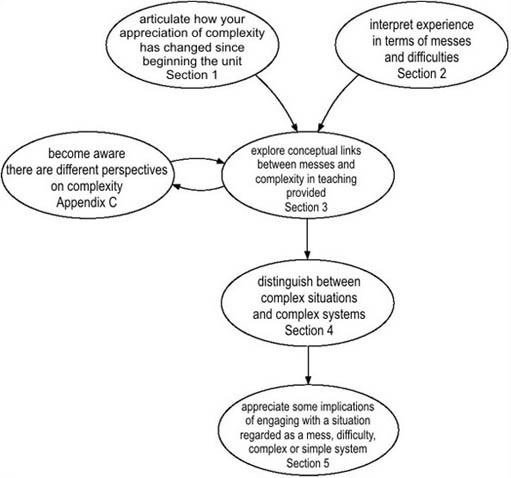 articulate how your
appreciation of complexity
has changed since
beginning the unit
Section 1
interpret experience
in terms of messes
and difficulties
Section 2
become aware
there are different perspectives
on complexity
Appendix C
explore conceptual links
between messes and
complexity in teaching
provided
Section 3
distinguish between
complex situations
and complex systems
Section 4
appreciate some implications
of engaging with a situation
regarded as a mess, difficulty,
complex or simple system
Section 5